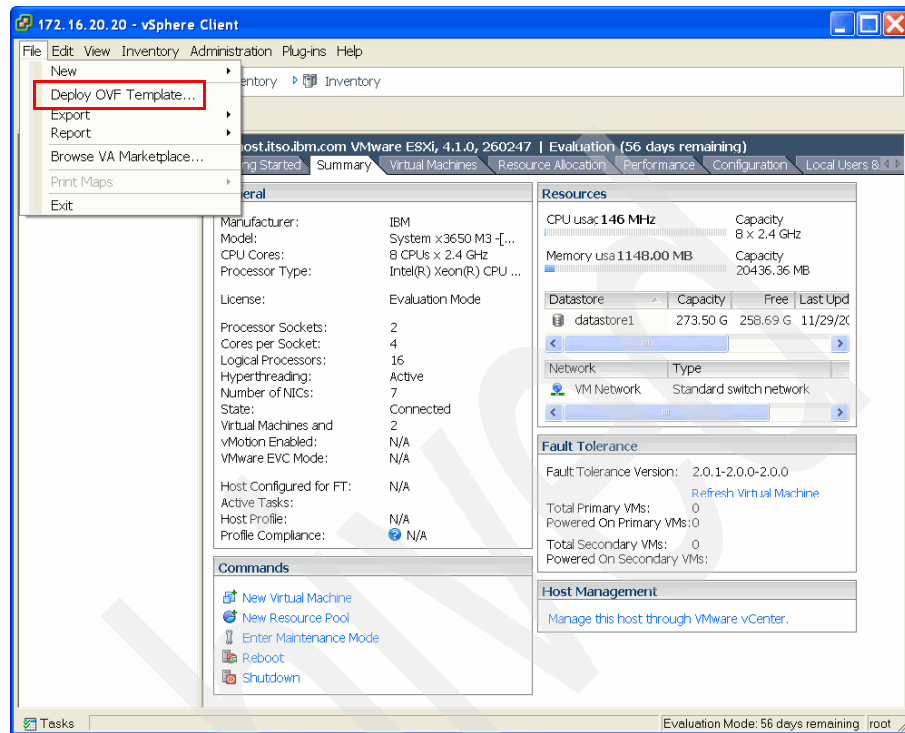 172.16.20.20 - vSphere Client
File Edit View Inventory Administration Plug-ins Help
New
Deploy OVF Template...
Export
Report
Browse VA Marketplace...
Print Maps
Exit
entory Inventory
ost.itso.ibm.com VMware ESXi, 4.1.0, 260247 | Evaluation (56 days remaining)
ng Started Summary Virtual Machines Resource Allocation Performance Configuration Local Users &
eral
Manufacturer: IBM
Model: System x3650 M3 -[...
CPU Cores: 8 CPUs x 2.4 GHz
Processor Type: Intel(R) Xeon(R) CPU ...
License: Evaluation Mode
Processor Sockets: 2
Cores per Socket: 4
Logical Processors: 16
Hyperthreading: Active
Number of NICs: 7
State: Connected
Virtual Machines and 2
vMotion Enabled: N/A
VMware EVC Mode: N/A
Host Configured for FT: N/A
Active Tasks:
Host Profile: N/A
Profile Compliance: N/A
Commands
New Virtual Machine
New Resource Pool
Enter Maintenance Mode
Reboot
Shutdown
Resources
CPU usag 146 MHz Capacity
8 x 2.4 GHz
Memory usa 1148.00 MB Capacity
20436.36 MB
Datastore Capacity Free Last Upd
datastore1 273.50 G 258.69 G 11/29/20
Network Type
VM Network Standard switch network
Fault Tolerance
Fault Tolerance Version: 2.0.1-2.0.0-2.0.0
Refresh Virtual Machine
Total Primary VMs: 0
Powered On Primary VMs: 0
Total Secondary VMs: 0
Powered On Secondary VMs:
Host Management
Manage this host through VMware vCenter.
Tasks
Evaluation Mode: 56 days remaining root